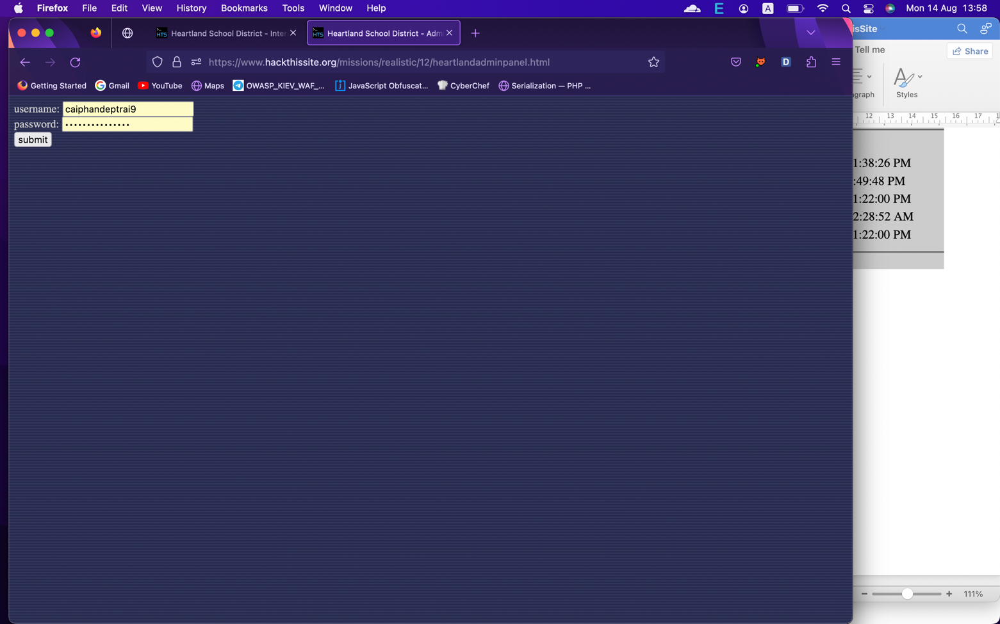 Firefox File Edit View History Bookmarks Tools Window Help E A Mon 14 Aug 13:58
HTS Heartland School District - Inter HTS Heartland School District - Adm
https://www.hackthissite.org/missions/realistic/12/heartlandadminpanel.html D
Getting Started Gmail YouTube Maps OWASP_KIEV_WAF_... JavaScript Obfuscat... CyberChef Serialization — PHP ...
username: caiphandeptrai9
password: •••••••••••••••
submit
isSite
Tell me Share
graph Styles
12 13 14 15 16 17 1
1:38:26 PM
:49:48 PM
1:22:00 PM
2:28:52 AM
1:22:00 PM
111%